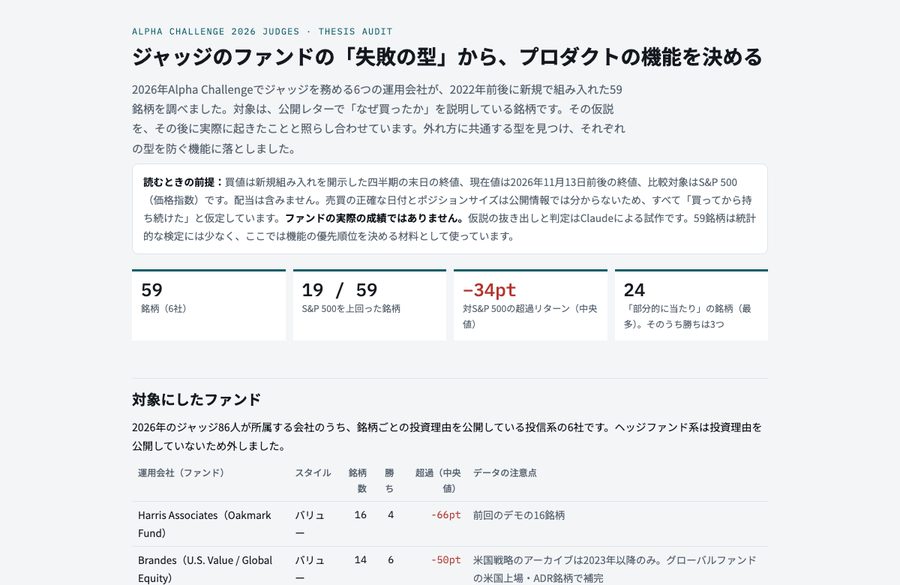 ALPHA CHALLENGE 2026 JUDGES · THESIS AUDIT
ジャッジのファンドの「失敗の型」から、プロダクトの機能を決める
2026年Alpha Challengeでジャッジを務める6つの運用会社が、2022年前後に新規で組み入れた59
銘柄を調べました。対象は、公開レターで「なぜ買ったか」を説明している銘柄です。その仮説
を、その後に実際に起きたことと照らし合わせています。外れ方に共通する型を見つけ、それぞれ
の型を防ぐ機能に落としました。
読むときの前提：買値は新規組み入れを開示した四半期の末日の終値、現在値は2026年11月13日前後の終値、比較対象はS&P 500
（価格指数）です。配当は含みません。売買の正確な日付とポジションサイズは公開情報では分からないため、すべて「買ってから持
ち続けた」と仮定しています。ファンドの実際の成績ではありません。仮説の抜き出しと判定はClaudeによる試作です。59銘柄は統計
的な検定には少なく、ここでは機能の優先順位を決める材料として使っています。
59
銘柄（6社）
19 / 59
S&P 500を上回った銘柄
−34pt
対S&P 500の超過リターン（中央
値）
24
「部分的に当たり」の銘柄（最
多）。そのうち勝ちは3つ
対象にしたファンド
2026年のジャッジ86人が所属する会社のうち、銘柄ごとの投資理由を公開している投信系の6社です。ヘッジファンド系は投資理由を
公開していないため外しました。
運用会社（ファンド） スタイル 銘柄 勝 超過（中央 データの注意点
数 ち 値）
Harris Associates（Oakmark バリュ 16 4 -66pt 前回のデモの16銘柄
Fund） ー
Brandes（U.S. Value / Global バリュ 14 6 -50pt 米国戦略のアーカイブは2023年以降のみ。グローバルファンド
Equity） ー の米国上場・ADR銘柄で補完